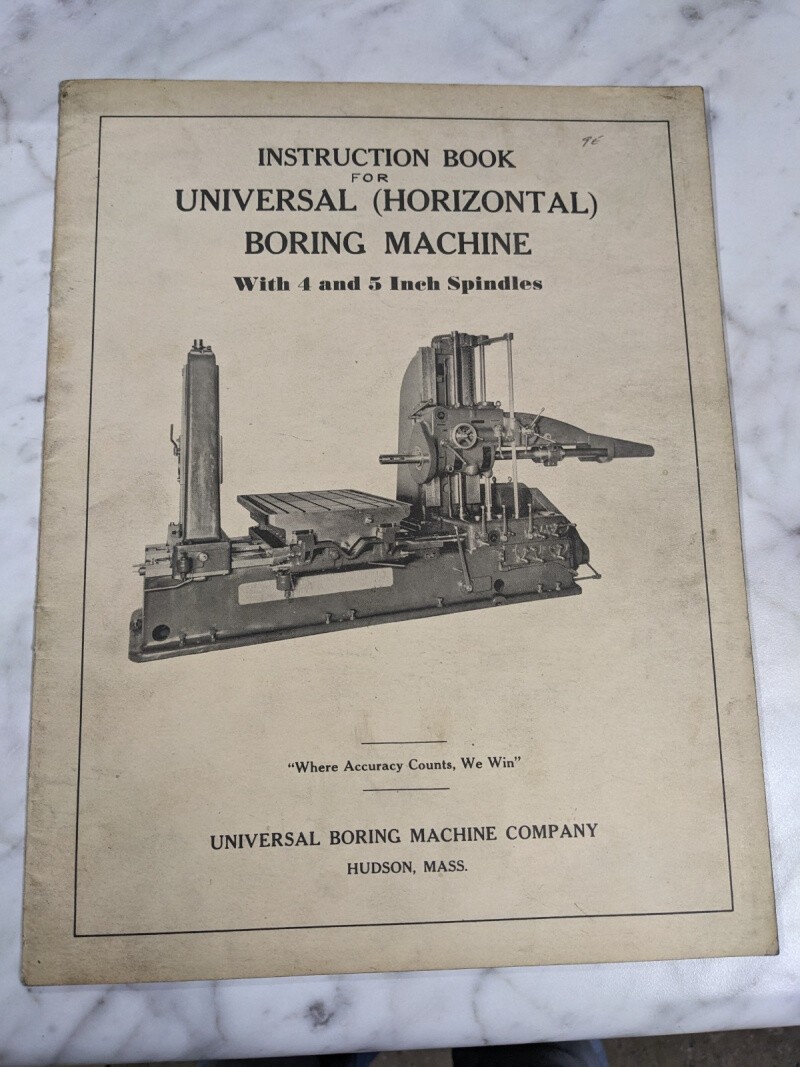 INSTRUCTION BOOK
FOR
UNIVERSAL (HORIZONTAL)
BORING MACHINE
With 4 and 5 Inch Spindles
"Where Accuracy Counts, We Win"
UNIVERSAL BORING MACHINE COMPANY
HUDSON, MASS.